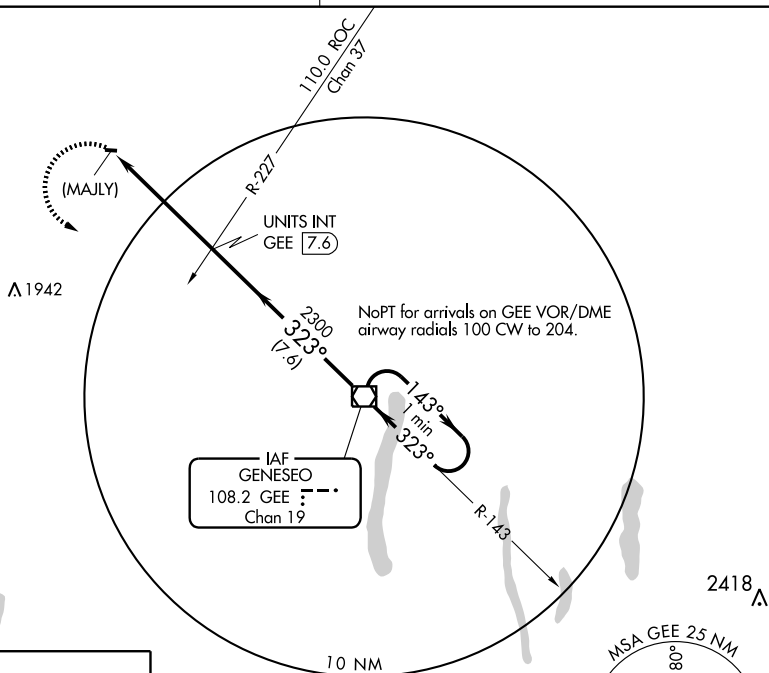 110.0 ROC
Chan 37
R-227
(MAJLY)
UNITS INT
GEE 7.6
1942
NoPT for arrivals on GEE VOR/DME
airway radials 100 CW to 204.
2300
323°
(7.6)
143°
1 min
323°
IAF
GENESEO
108.2 GEE
Chan 19
R-143
2418
10 NM
MSA GEE 25 NM